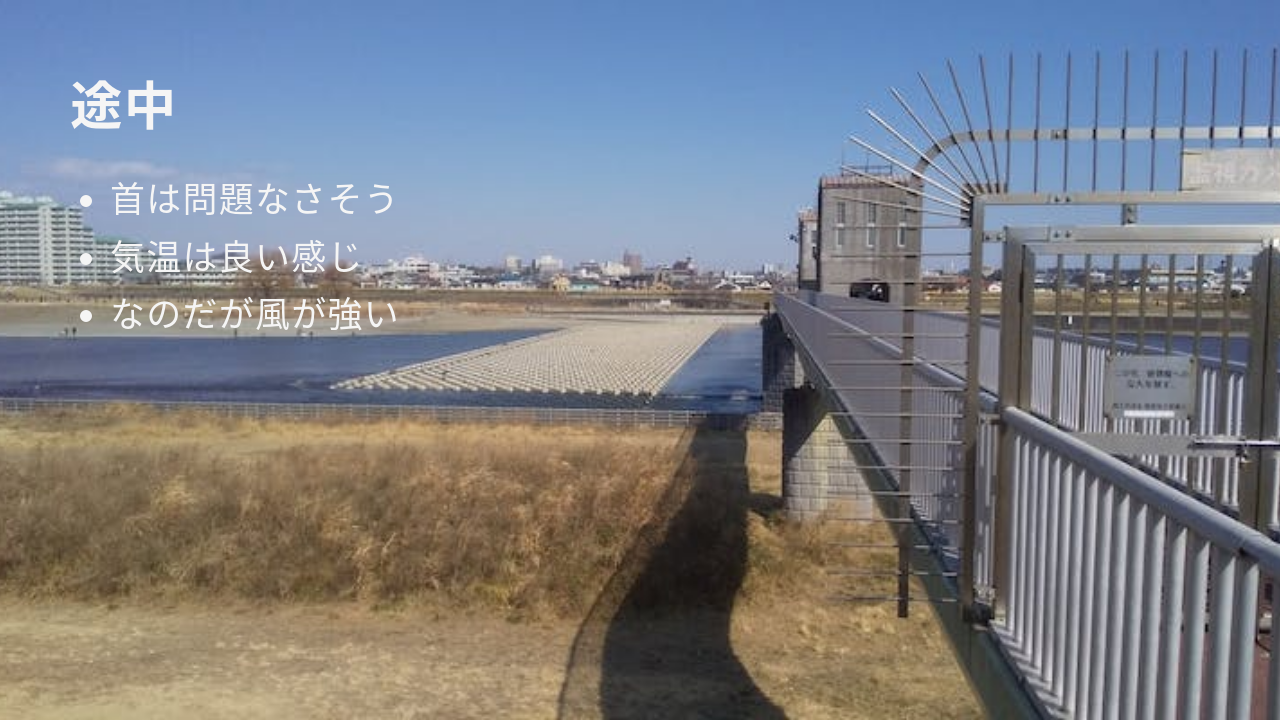 途中
首は問題なさそう
気温は良い感じ
なのだが風が強い